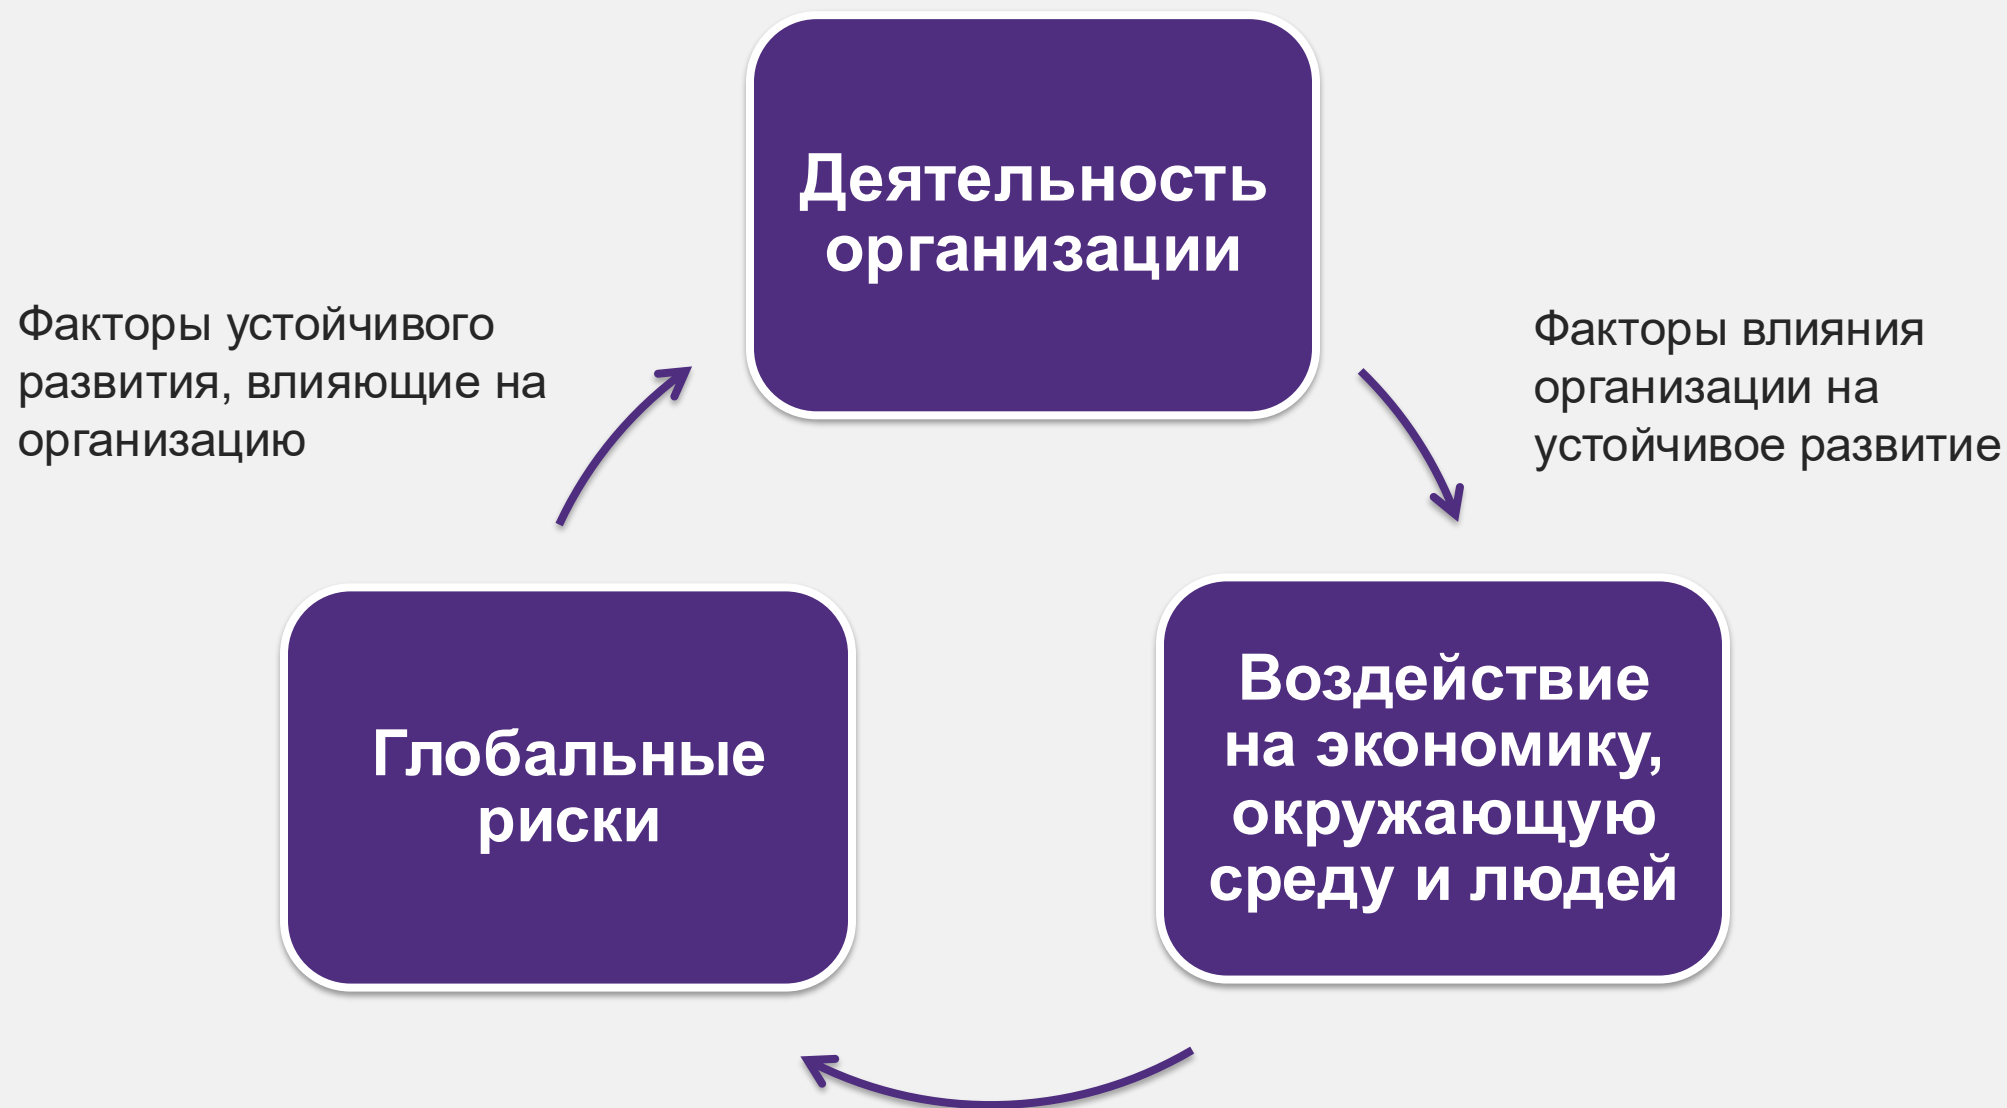 Деятельность
организации
Факторы устойчивого
развития, влияющие на
организацию
Факторы влияния
организации на
устойчивое развитие
Глобальные
риски
Воздействие
на экономику,
окружающую
среду и людей